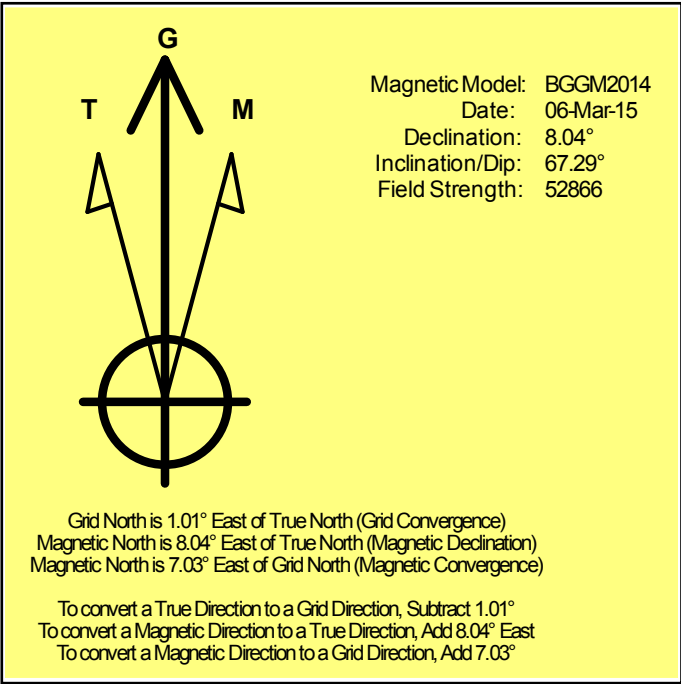 G
T
M
Magnetic Model: BGGM2014
Date: 06-Mar-15
Declination: 8.04°
Inclination/Dip: 67.29°
Field Strength: 52866
Grid North is 1.01° East of True North (Grid Convergence)
Magnetic North is 8.04° East of True North (Magnetic Declination)
Magnetic North is 7.03° East of Grid North (Magnetic Convergence)
To convert a True Direction to a Grid Direction, Subtract 1.01°
To convert a Magnetic Direction to a True Direction, Add 8.04° East
To convert a Magnetic Direction to a Grid Direction, Add 7.03°